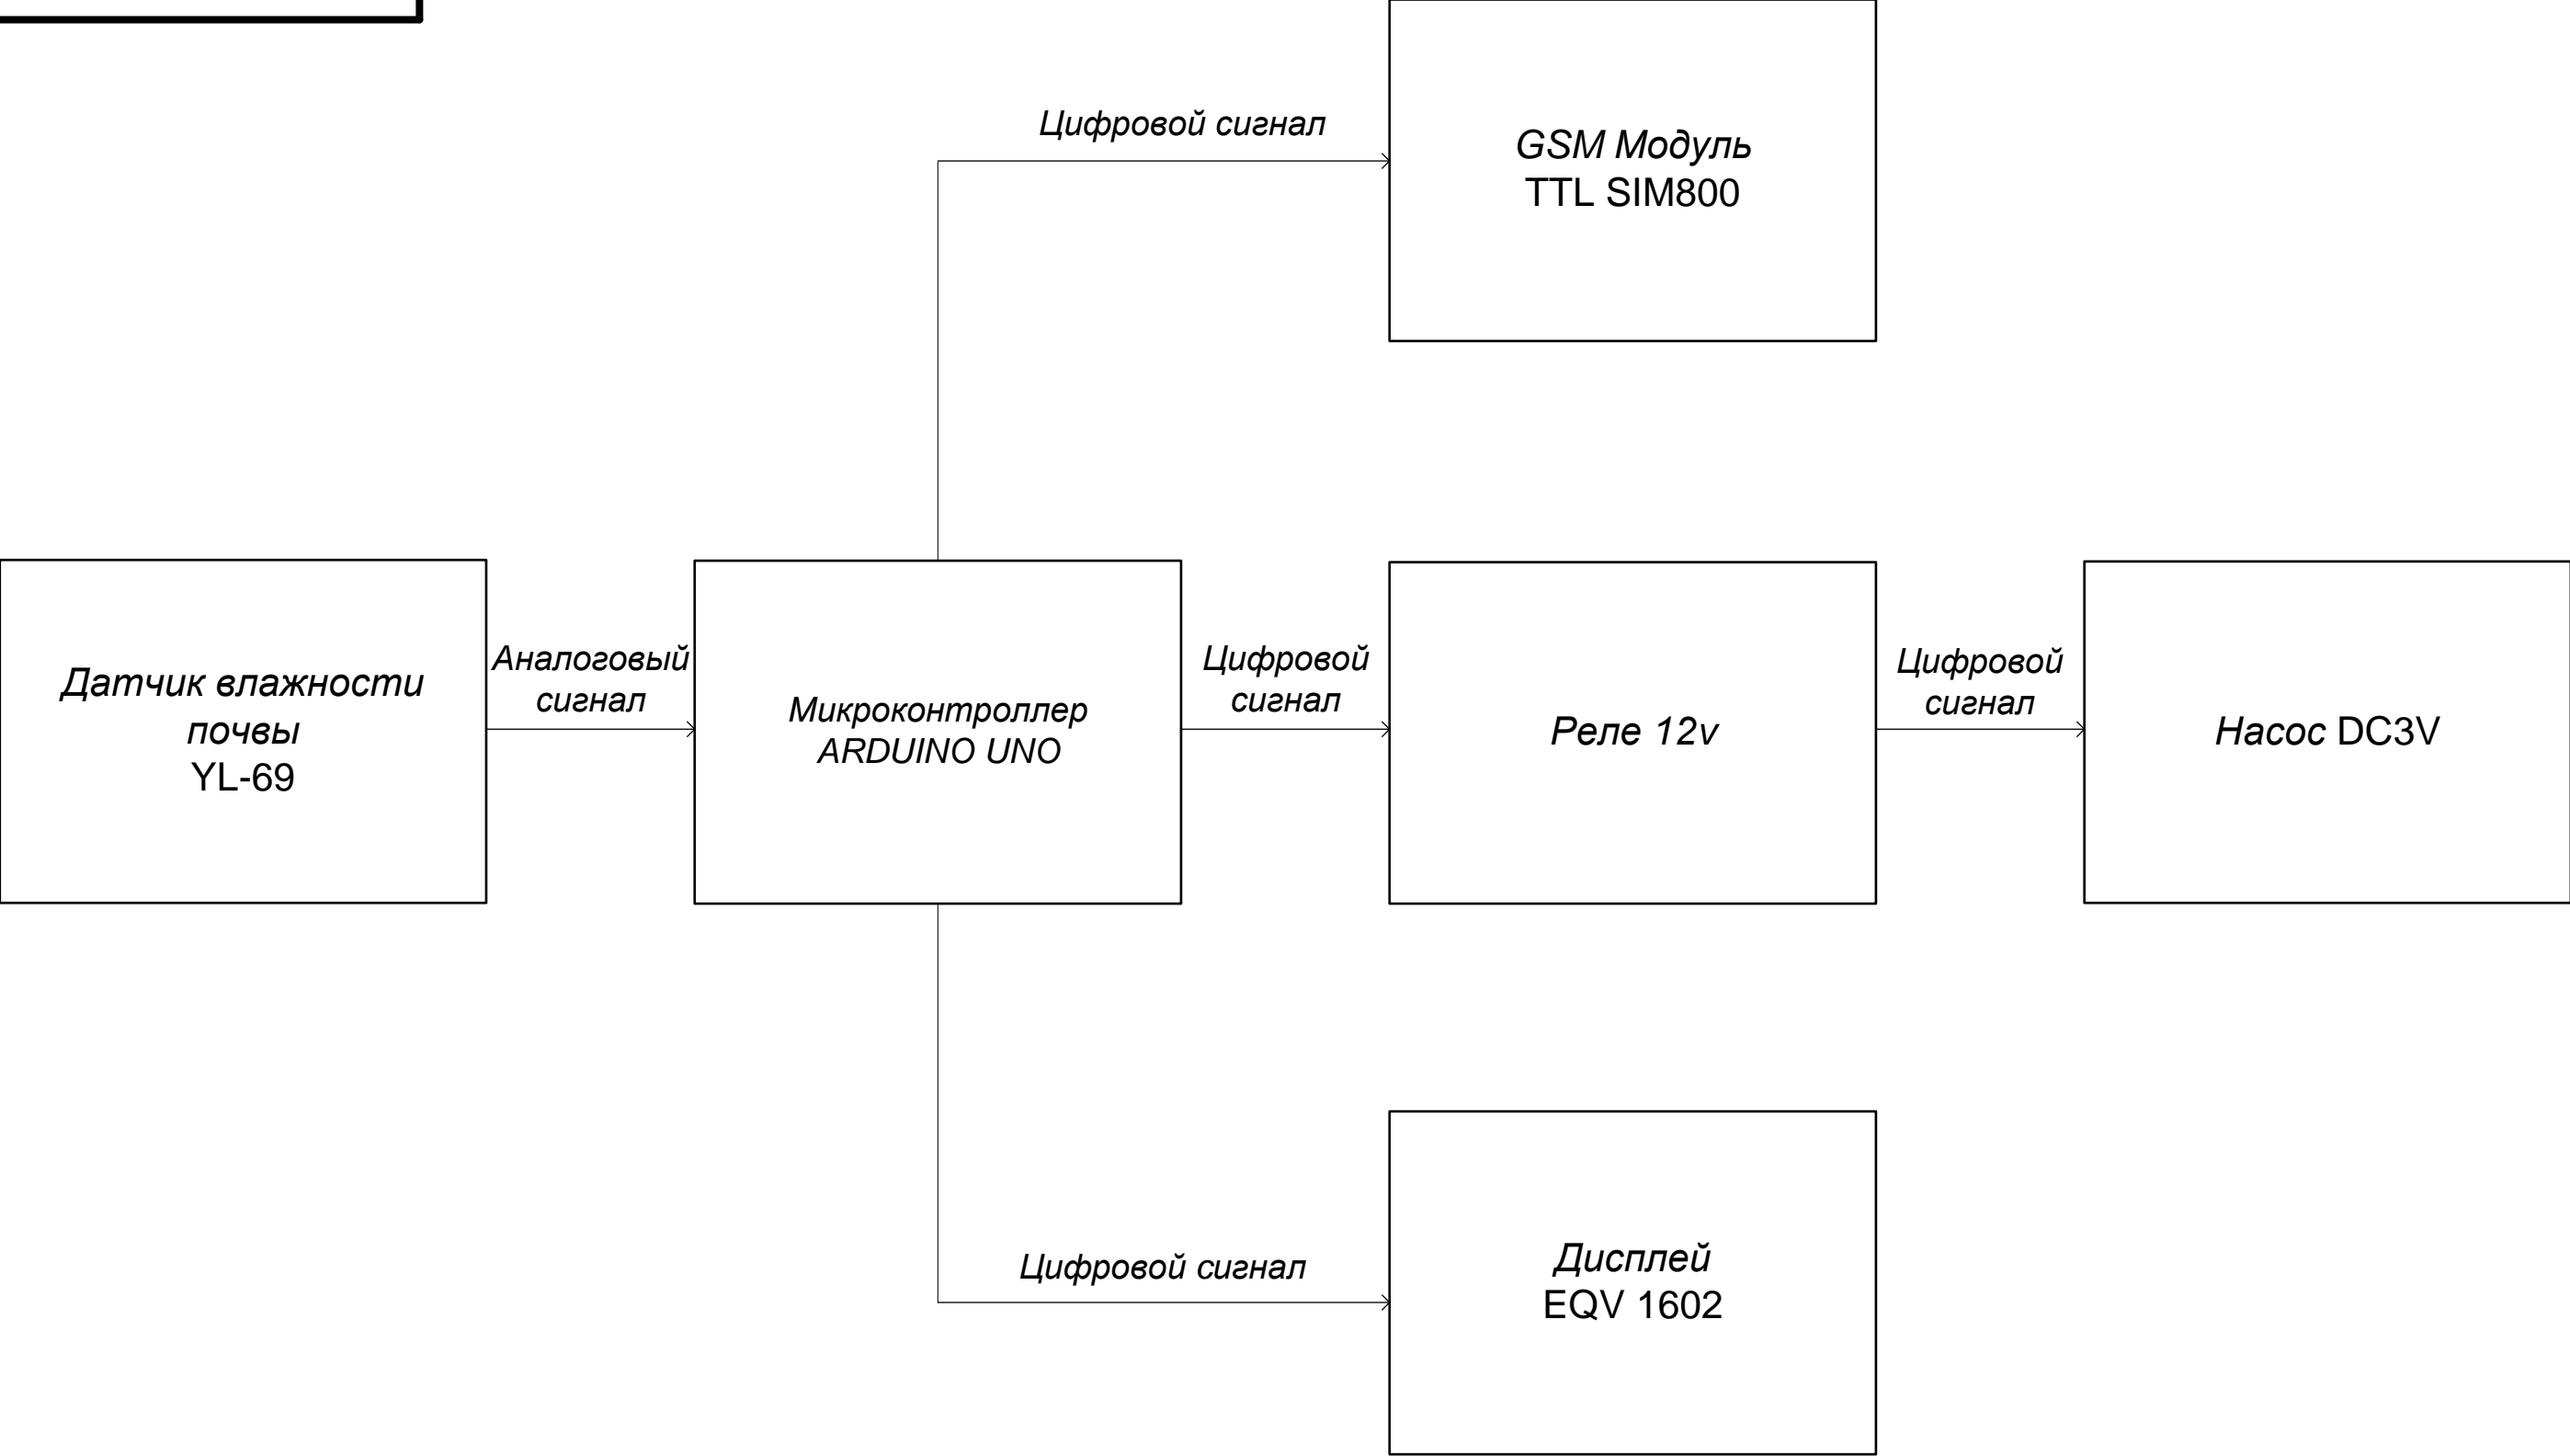 Цифровой сигнал
GSM Модуль
TTL SIM800
Датчик влажности
почвы
YL-69
Аналоговый
сигнал
Микроконтроллер
ARDUINO UNO
Цифровой
сигнал
Реле 12v
Цифровой
сигнал
Насос DC3V
Цифровой сигнал
Дисплей
EQV 1602